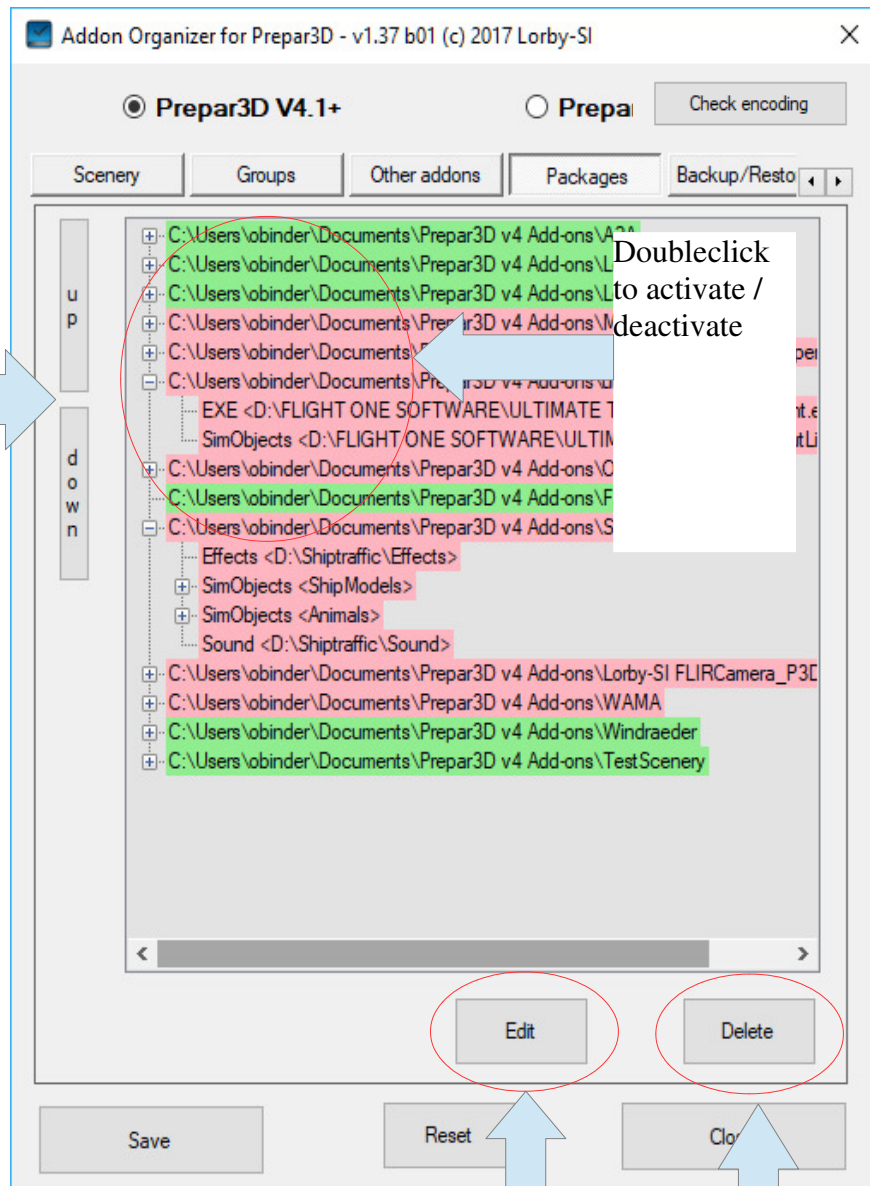 Addon Organizer for Prepar3D - v1.37 b01 (c) 2017 Lorby-SI
Prepar3D V4.1+
Prepa
Check encoding
Scenery
Groups
Other addons
Packages
Backup/Resto
up
down
C:\Users\obinder\Documents\Prepar3D v4 Add-ons\A2A
C:\Users\obinder\Documents\Prepar3D v4 Add-ons\L
C:\Users\obinder\Documents\Prepar3D v4 Add-ons\L
C:\Users\obinder\Documents\Prepar3D v4 Add-ons\M
C:\Users\obinder\Documents\
C:\Users\obinder\Documents\Prepar3D v4 Add-ons\
EXE <D:\FLIGHT ONE SOFTWARE\ULTIMATE T
SimObjects <D:\FLIGHT ONE SOFTWARE\ULTIM
C:\Users\obinder\Documents\Prepar3D v4 Add-ons\O
C:\Users\obinder\Documents\Prepar3D v4 Add-ons\F
C:\Users\obinder\Documents\Prepar3D v4 Add-ons\S
Effects <D:\Shiptraffic\Effects>
SimObjects <ShipModels>
SimObjects <Animals>
Sound <D:\Shiptraffic\Sound>
C:\Users\obinder\Documents\Prepar3D v4 Add-ons\Lorby-SI FLIRCamera_P3D
C:\Users\obinder\Documents\Prepar3D v4 Add-ons\WAMA
C:\Users\obinder\Documents\Prepar3D v4 Add-ons\Windraeder
C:\Users\obinder\Documents\Prepar3D v4 Add-ons\TestScenery
Doubleclick
to activate /
deactivate
Edit
Delete
Save
Reset
Clo